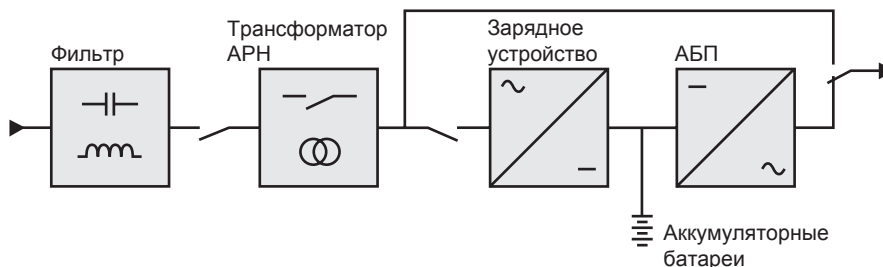 Фильтр
Трансформатор
АРН
Зарядное
устройство
АБП
Аккумуляторные
батареи